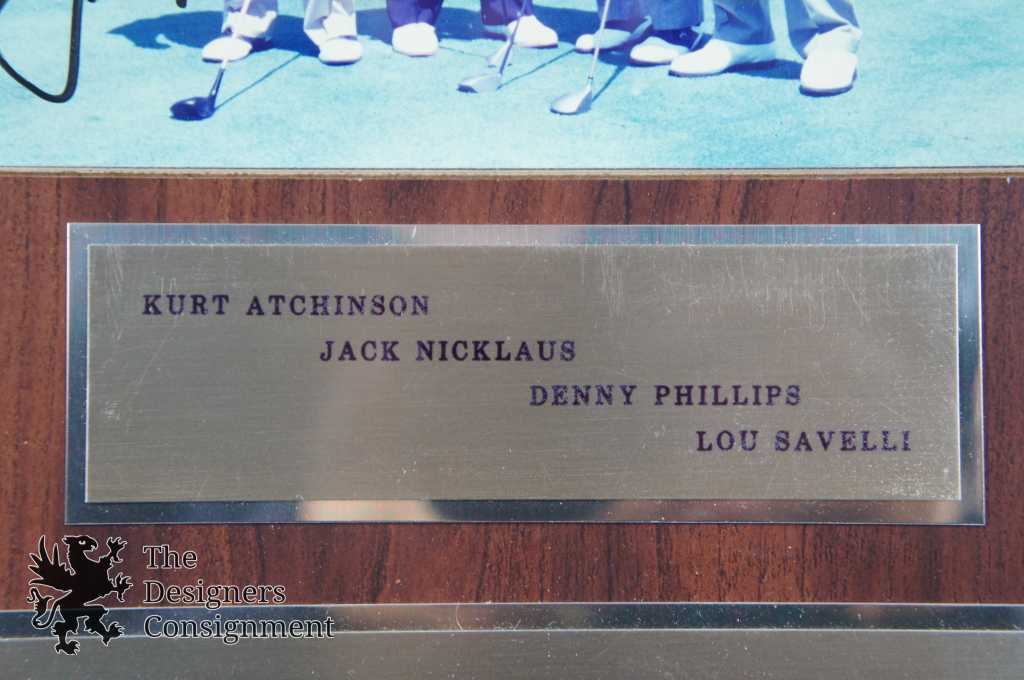 KURT ATCHINSON
JACK NICKLAUS
DENNY PHILLIPS
LOU SAVELLI
The
Designers
Consignment